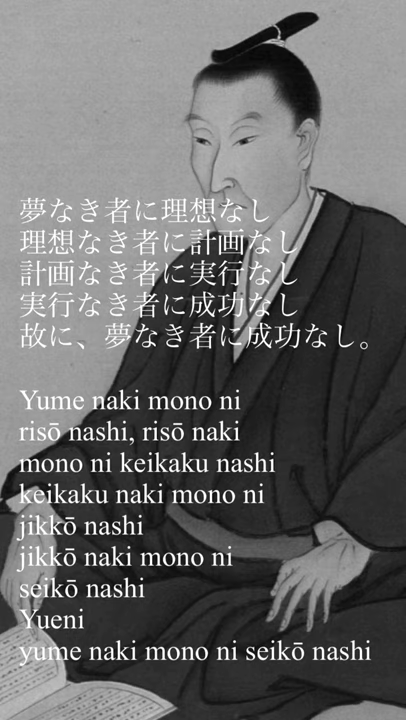 夢なき者に理想なし
理想なき者に計画なし
計画なき者に実行なし
実行なき者に成功なし
故に、夢なき者に成功なし。
Yume naki mono ni
risō nashi, risō naki
mono ni keikaku nashi
keikaku naki mono ni
jikkō nashi
jikkō naki mono ni
seikō nashi
Yueni
yume naki mono ni seikō nashi